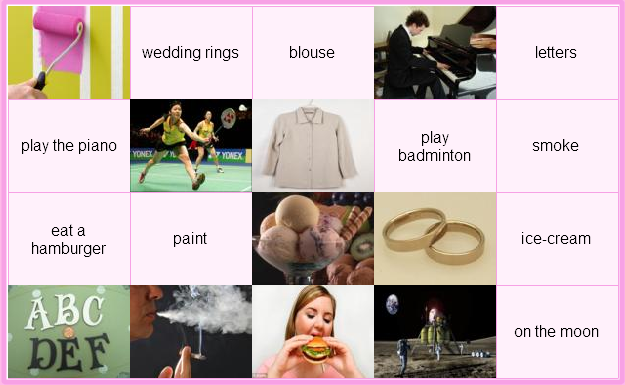 wedding rings
blouse
letters
play the piano
YONEX
YONEX
play
badminton
smoke
eat a
hamburger
paint
ice-cream
ABC
DEF
on the moon